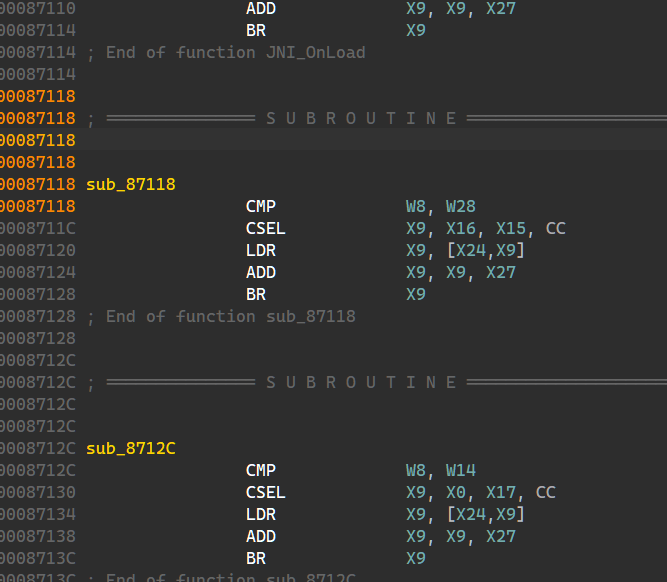 00087110 ADD X9, X9, X27
00087114 BR X9
00087114 ; End of function JNI_OnLoad
00087114
00087118
00087118 ; =============== S U B R O U T I N E ====================
00087118
00087118
00087118 sub_87118
00087118 CMP W8, W28
0008711C CSEL X9, X16, X15, CC
00087120 LDR X9, [X24,X9]
00087124 ADD X9, X9, X27
00087128 BR X9
00087128 ; End of function sub_87118
00087128
0008712C
0008712C ; =============== S U B R O U T I N E ====================
0008712C
0008712C
0008712C sub_8712C
0008712C CMP W8, W14
00087130 CSEL X9, X0, X17, CC
00087134 LDR X9, [X24,X9]
00087138 ADD X9, X9, X27
0008713C BR X9
0008713C ; End of function sub_8712C